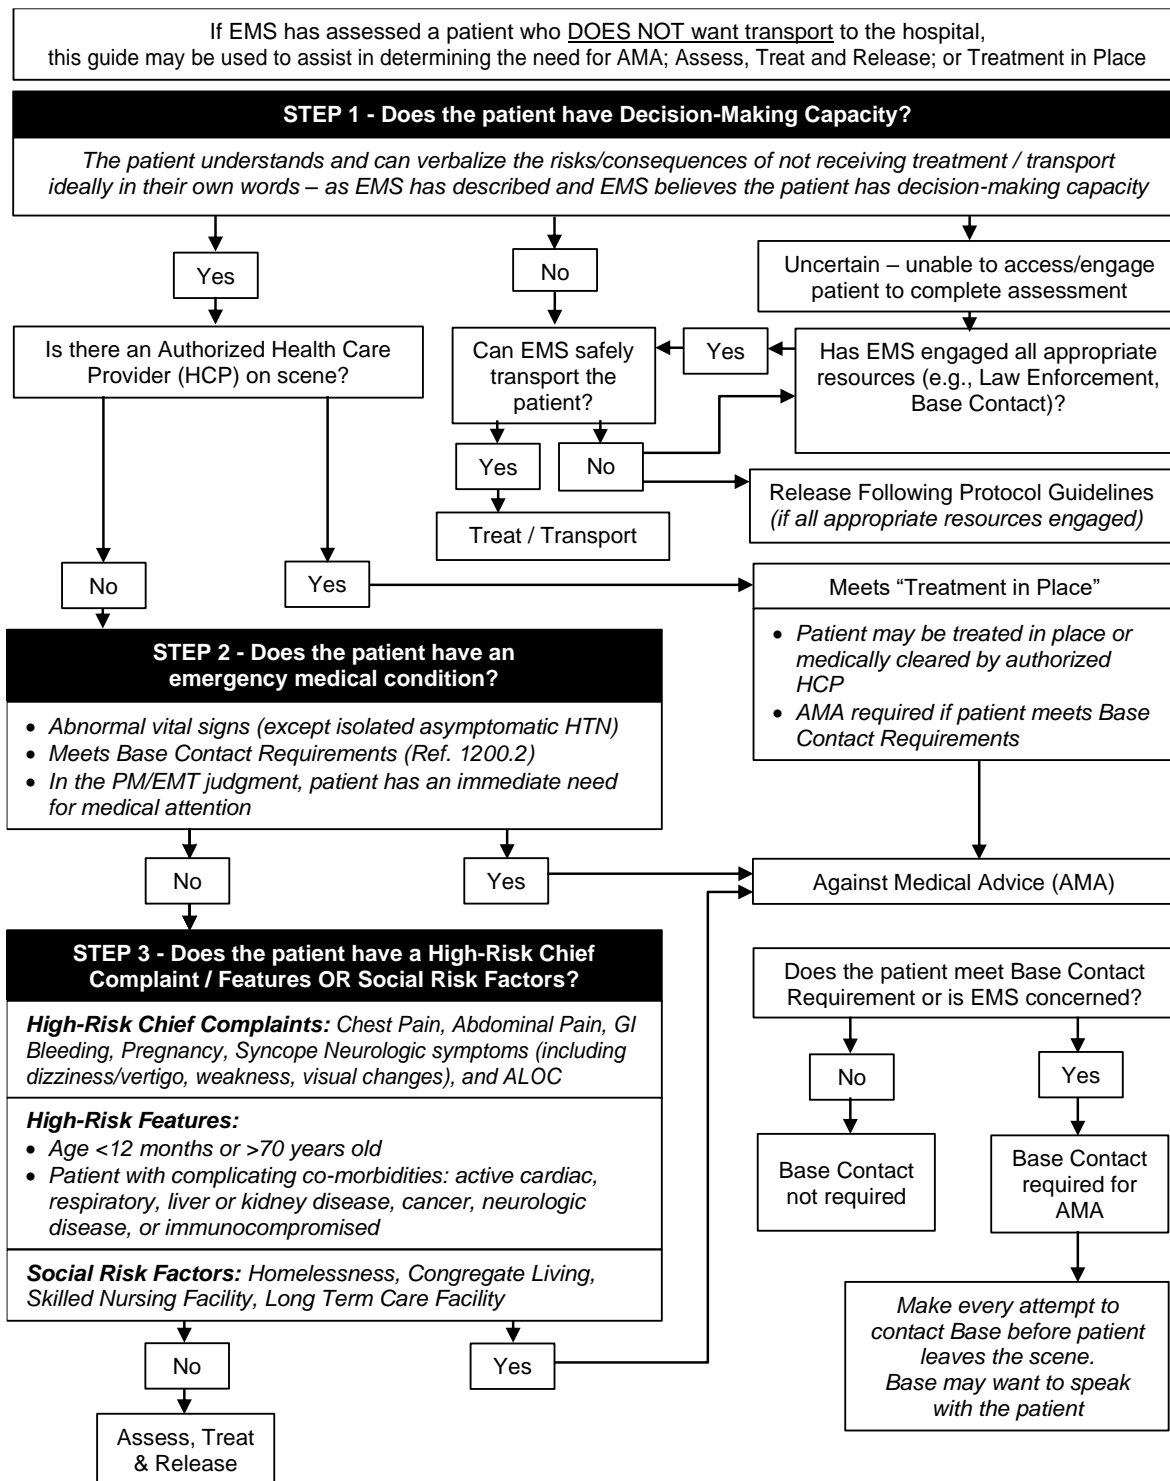 If EMS has assessed a patient who DOES NOT want transport to the hospital,
this guide may be used to assist in determining the need for AMA; Assess, Treat and Release; or Treatment in Place
STEP 1 - Does the patient have Decision-Making Capacity?
The patient understands and can verbalize the risks/consequences of not receiving treatment / transport
ideally in their own words – as EMS has described and EMS believes the patient has decision-making capacity
Yes
No
Uncertain – unable to access/engage
patient to complete assessment
Is there an Authorized Health Care
Provider (HCP) on scene?
Can EMS safely
transport the
patient?
Yes
Has EMS engaged all appropriate
resources (e.g., Law Enforcement,
Base Contact)?
Yes
No
Release Following Protocol Guidelines
(if all appropriate resources engaged)
Treat / Transport
No
Yes
Meets “Treatment in Place”
• Patient may be treated in place or
medically cleared by authorized
HCP
• AMA required if patient meets Base
Contact Requirements
STEP 2 - Does the patient have an
emergency medical condition?
• Abnormal vital signs (except isolated asymptomatic HTN)
• Meets Base Contact Requirements (Ref. 1200.2)
• In the PM/EMT judgment, patient has an immediate need
for medical attention
No
Yes
Against Medical Advice (AMA)
STEP 3 - Does the patient have a High-Risk Chief
Complaint / Features OR Social Risk Factors?
High-Risk Chief Complaints: Chest Pain, Abdominal Pain, GI
Bleeding, Pregnancy, Syncope Neurologic symptoms (including
dizziness/vertigo, weakness, visual changes), and ALOC
High-Risk Features:
• Age <12 months or >70 years old
• Patient with complicating co-morbidities: active cardiac,
respiratory, liver or kidney disease, cancer, neurologic
disease, or immunocompromised
Social Risk Factors: Homelessness, Congregate Living,
Skilled Nursing Facility, Long Term Care Facility
Does the patient meet Base Contact
Requirement or is EMS concerned?
No
Yes
Base Contact
not required
Base Contact
required for
AMA
Make every attempt to
contact Base before patient
leaves the scene.
Base may want to speak
with the patient
No
Yes
Assess, Treat
& Release